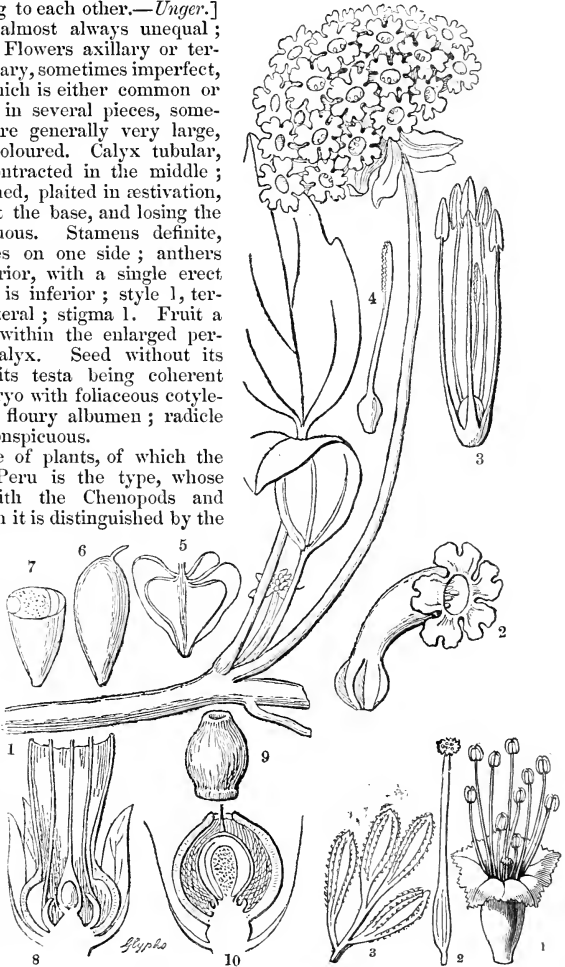 g to each other.—Unger.]
almost always unequal ;
Flowers axillary or ter-
ary, sometimes imperfect,
hich is either common or
in several pieces, some-
re generally very large,
oloured. Calyx tubular,
ntracted in the middle ;
ned, plaited in æstivation,
t the base, and losing the
uous. Stamens definite,
es on one side ; anthers
rior, with a single erect
is inferior ; style 1, ter-
teral ; stigma 1. Fruit a
within the enlarged per-
alyx. Seed without its
its testa being coherent
ryo with foliaceous cotyle-
floury albumen ; radicle
onspicuous.
e of plants, of which the
Peru is the type, whose
ith the Chenopods and
n it is distinguished by the
4
3
7
6
5
2
1
9
8
Glypho
10
3
2
1